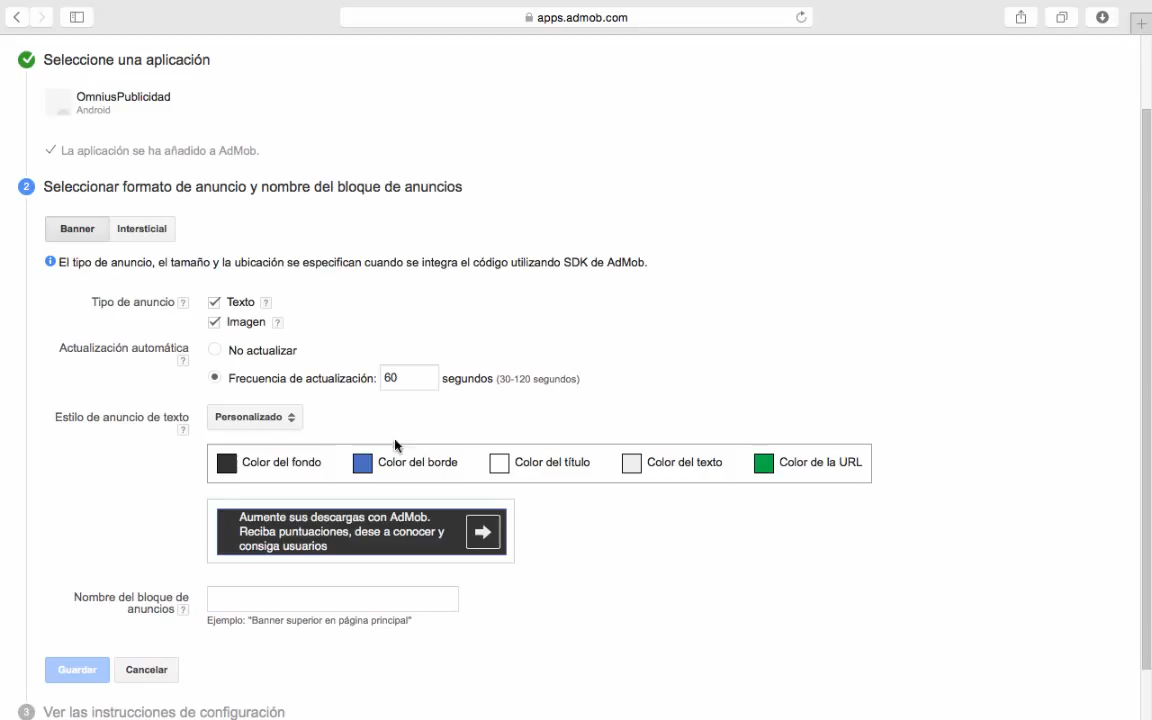 apps.admob.com
Seleccione una aplicación
OmniusPublicidad
Android
La aplicación se ha añadido a AdMob.
2 Seleccionar formato de anuncio y nombre del bloque de anuncios
Banner Intersticial
El tipo de anuncio, el tamaño y la ubicación se especifican cuando se integra el código utilizando SDK de AdMob.
Tipo de anuncio ? Texto ?
Imagen ?
Actualización automática ? No actualizar
Frecuencia de actualización: 60 segundos (30-120 segundos)
Estilo de anuncio de texto ? Personalizado
Color del fondo Color del borde Color del título Color del texto Color de la URL
Aumente sus descargas con AdMob.
Reciba puntuaciones, dese a conocer y
consiga usuarios
Nombre del bloque de
anuncios ?
Ejemplo: "Banner superior en página principal"
Guardar Cancelar
3 Ver las instrucciones de configuración